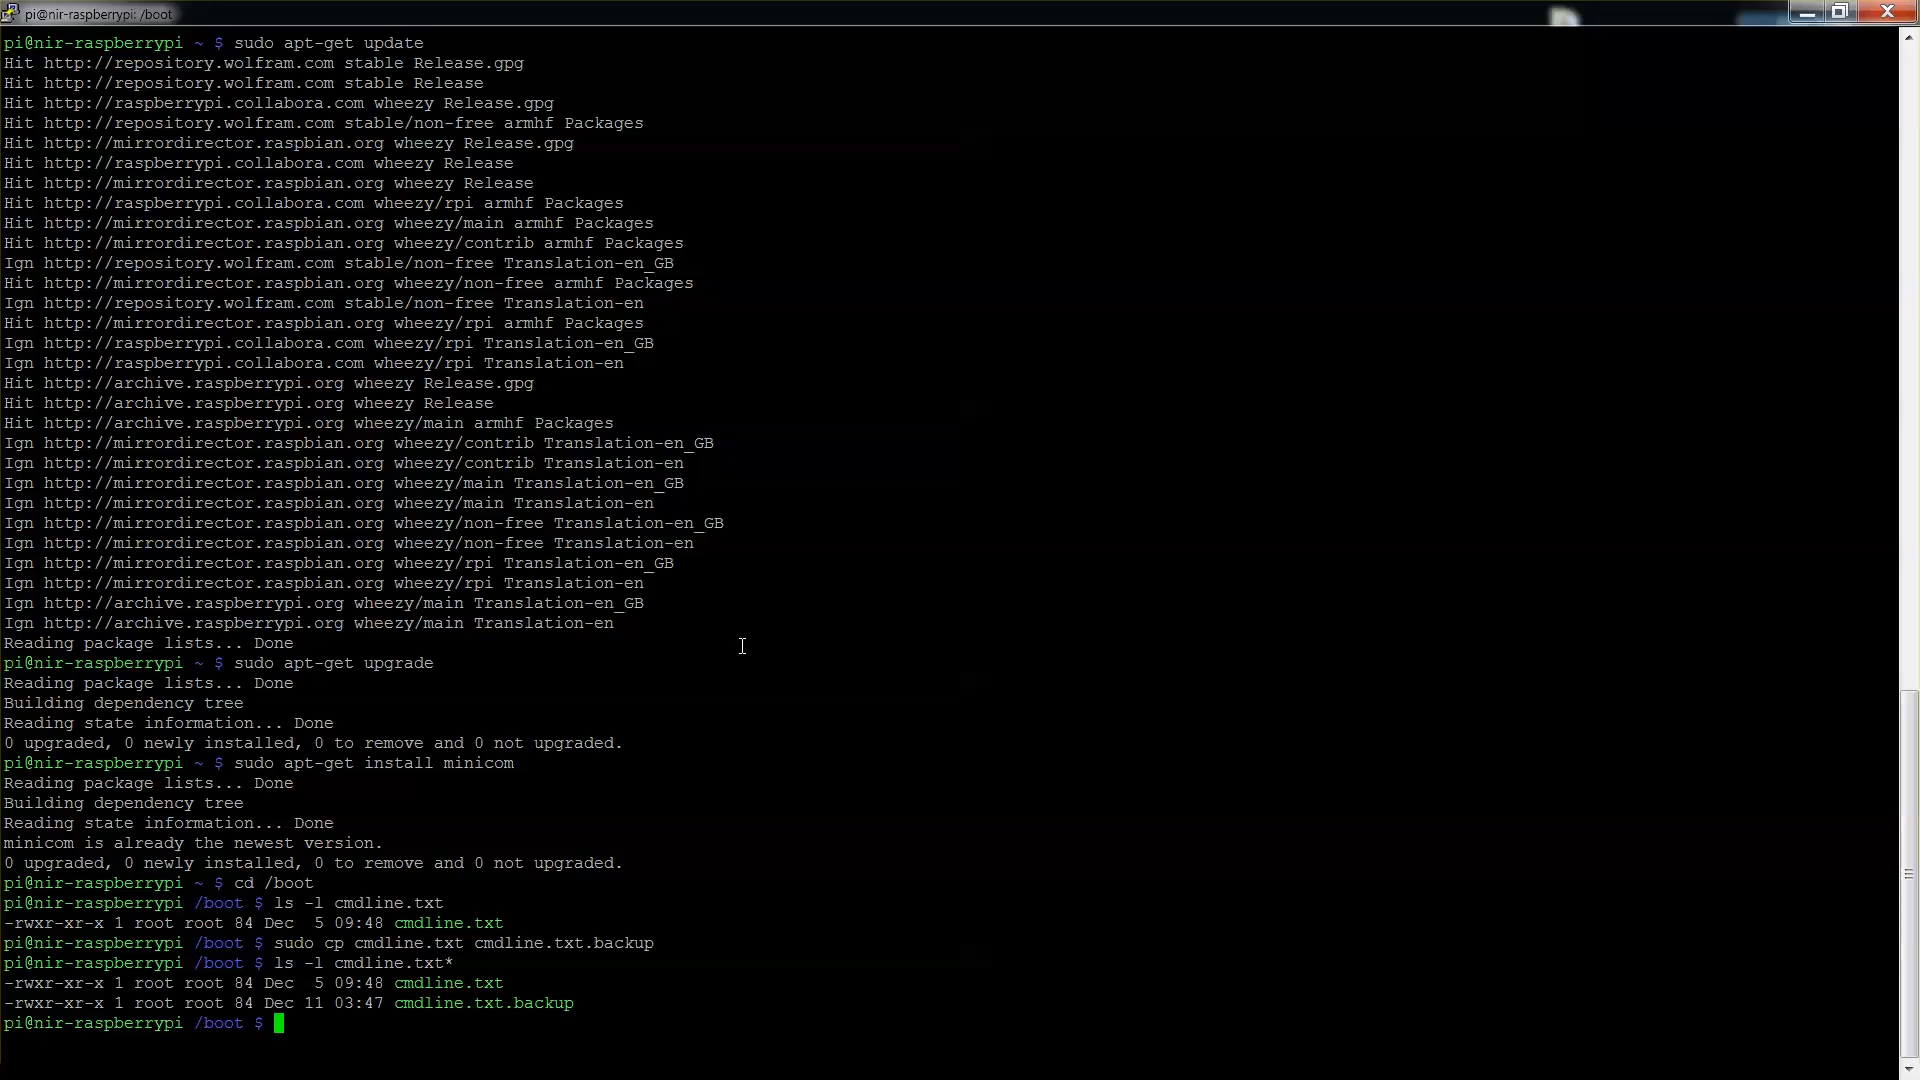 pi@nir-raspberrypi: /boot
pi@nir-raspberrypi ~ $ sudo apt-get update
Hit http://repository.wolfram.com stable Release.gpg
Hit http://repository.wolfram.com stable Release
Hit http://raspberrypi.collabora.com wheezy Release.gpg
Hit http://repository.wolfram.com stable/non-free armhf Packages
Hit http://mirrordirector.raspbian.org wheezy Release.gpg
Hit http://raspberrypi.collabora.com wheezy Release
Hit http://mirrordirector.raspbian.org wheezy Release
Hit http://raspberrypi.collabora.com wheezy/rpi armhf Packages
Hit http://mirrordirector.raspbian.org wheezy/main armhf Packages
Hit http://mirrordirector.raspbian.org wheezy/contrib armhf Packages
Ign http://repository.wolfram.com stable/non-free Translation-en_GB
Hit http://mirrordirector.raspbian.org wheezy/non-free armhf Packages
Ign http://repository.wolfram.com stable/non-free Translation-en
Hit http://mirrordirector.raspbian.org wheezy/rpi armhf Packages
Ign http://raspberrypi.collabora.com wheezy/rpi Translation-en_GB
Ign http://raspberrypi.collabora.com wheezy/rpi Translation-en
Hit http://archive.raspberrypi.org wheezy Release.gpg
Hit http://archive.raspberrypi.org wheezy Release
Hit http://archive.raspberrypi.org wheezy/main armhf Packages
Ign http://mirrordirector.raspbian.org wheezy/contrib Translation-en_GB
Ign http://mirrordirector.raspbian.org wheezy/contrib Translation-en
Ign http://mirrordirector.raspbian.org wheezy/main Translation-en_GB
Ign http://mirrordirector.raspbian.org wheezy/main Translation-en
Ign http://mirrordirector.raspbian.org wheezy/non-free Translation-en_GB
Ign http://mirrordirector.raspbian.org wheezy/non-free Translation-en
Ign http://mirrordirector.raspbian.org wheezy/rpi Translation-en_GB
Ign http://mirrordirector.raspbian.org wheezy/rpi Translation-en
Ign http://archive.raspberrypi.org wheezy/main Translation-en_GB
Ign http://archive.raspberrypi.org wheezy/main Translation-en
Reading package lists... Done
pi@nir-raspberrypi ~ $ sudo apt-get upgrade
Reading package lists... Done
Building dependency tree
Reading state information... Done
0 upgraded, 0 newly installed, 0 to remove and 0 not upgraded.
pi@nir-raspberrypi ~ $ sudo apt-get install minicom
Reading package lists... Done
Building dependency tree
Reading state information... Done
minicom is already the newest version.
0 upgraded, 0 newly installed, 0 to remove and 0 not upgraded.
pi@nir-raspberrypi ~ $ cd /boot
pi@nir-raspberrypi /boot $ ls -l cmdline.txt
-rwxr-xr-x 1 root root 84 Dec  5 09:48 cmdline.txt
pi@nir-raspberrypi /boot $ sudo cp cmdline.txt cmdline.txt.backup
pi@nir-raspberrypi /boot $ ls -l cmdline.txt*
-rwxr-xr-x 1 root root 84 Dec  5 09:48 cmdline.txt
-rwxr-xr-x 1 root root 84 Dec 11 03:47 cmdline.txt.backup
pi@nir-raspberrypi /boot $